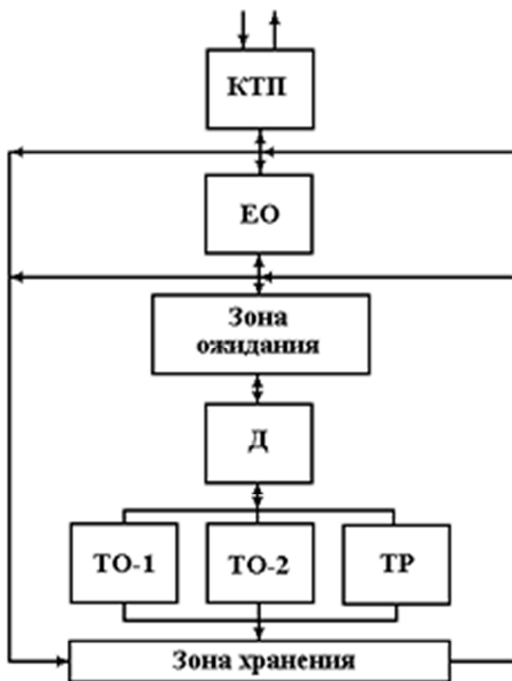 КТП
ЕО
Зона
ожидания
Д
ТО-1 ТО-2 ТР
Зона хранения